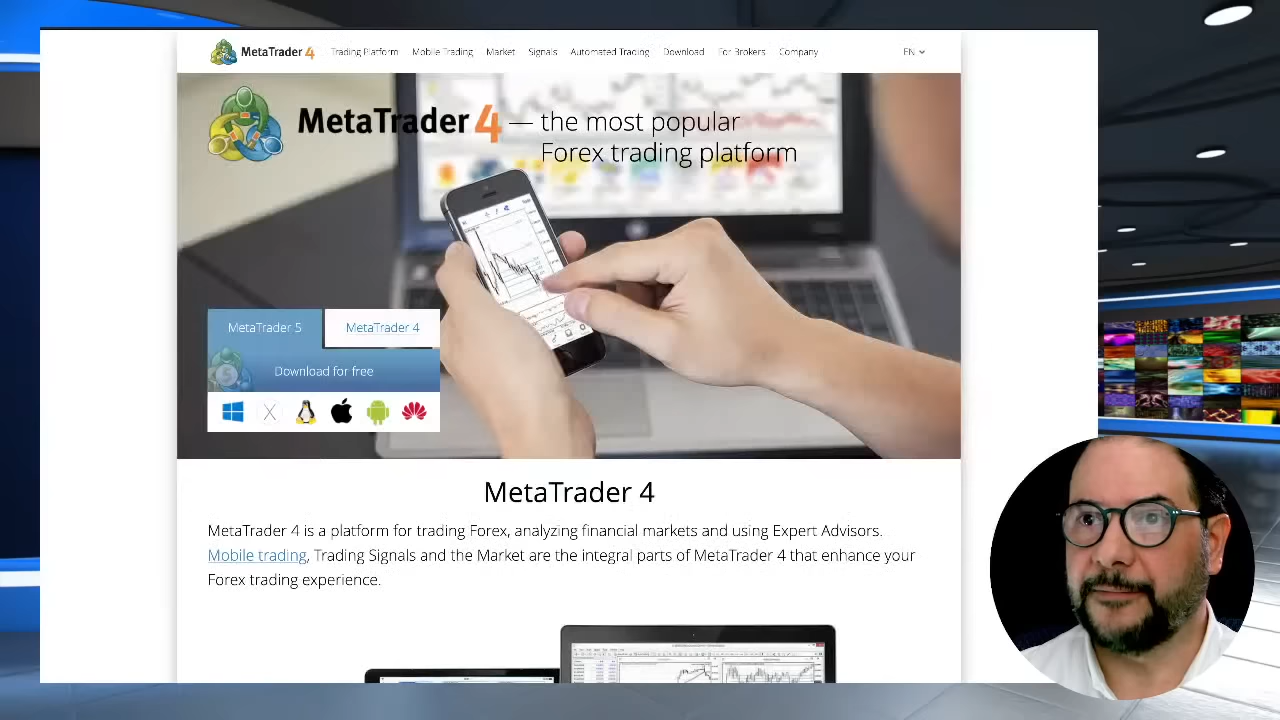 MetaTrader 4 Trading Platform Mobile Trading Market Signals Automated Trading Download For Brokers Company EN
MetaTrader 4 — the most popular
Forex trading platform
MetaTrader 5 MetaTrader 4
Download for free
MetaTrader 4
MetaTrader 4 is a platform for trading Forex, analyzing financial markets and using Expert Advisors.
Mobile trading, Trading Signals and the Market are the integral parts of MetaTrader 4 that enhance your
Forex trading experience.